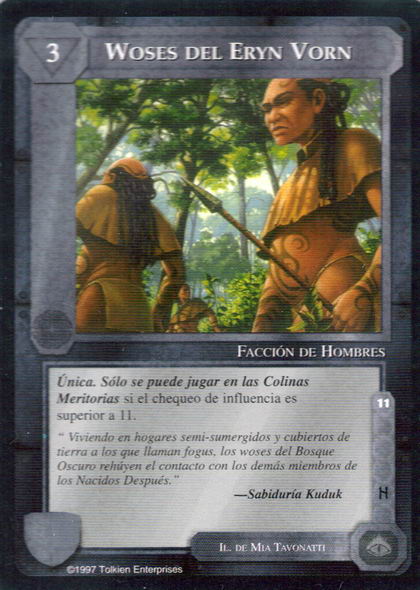 3
WOSES DEL ERYN VORN
FACCIÓN DE HOMBRES
Única. Sólo se puede jugar en las Colinas
Meritorias si el chequeo de influencia es
superior a 11.
11
“ Viviendo en hogares semi-sumergidos y cubiertos de
tierra a los que llaman fogus, los woses del Bosque
Oscuro rehúyen el contacto con los demás miembros de
los Nacidos Después.”
—Sabiduría Kuduk
IL. DE MIA TAVONATTI
©1997 Tolkien Enterprises